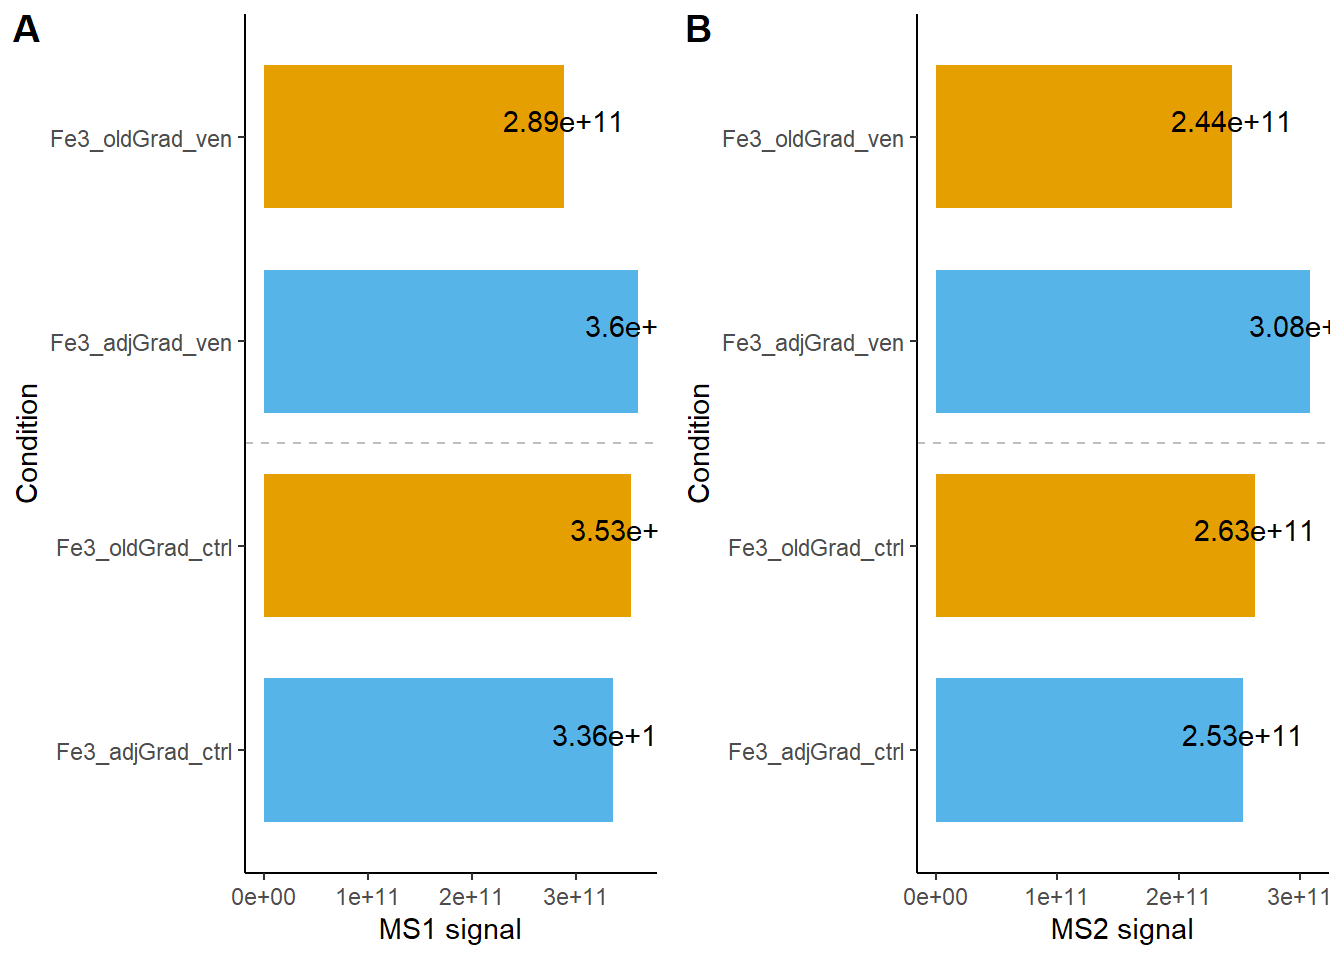 A
Condition
Fe3_oldGrad_ven
2.89e+11
Fe3_adjGrad_ven
3.6e+
Fe3_oldGrad_ctrl
3.53e+
Fe3_adjGrad_ctrl
3.36e+1
0e+00 1e+11 2e+11 3e+11
MS1 signal
B
Condition
Fe3_oldGrad_ven
2.44e+11
Fe3_adjGrad_ven
3.08e+
Fe3_oldGrad_ctrl
2.63e+11
Fe3_adjGrad_ctrl
2.53e+11
0e+00 1e+11 2e+11 3e+11
MS2 signal